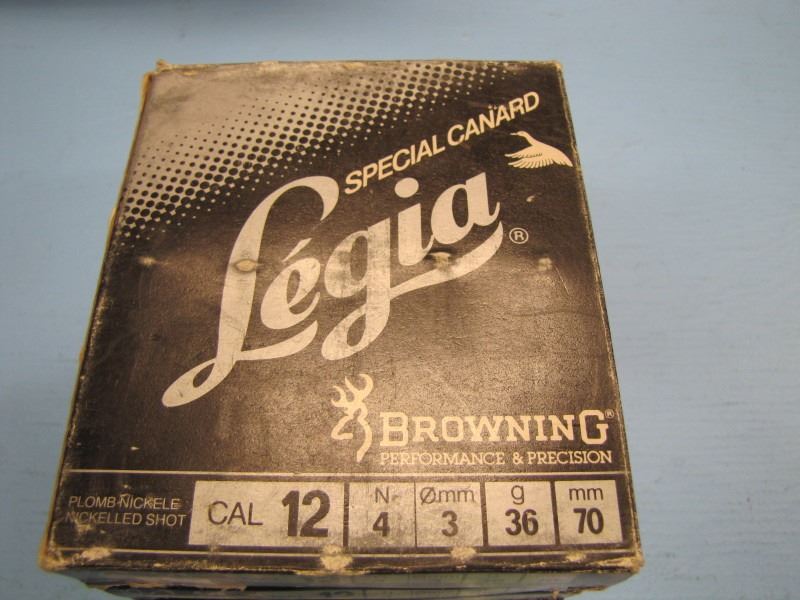 SPECIAL CANARD
Légia®
BROWNING®
PERFORMANCE & PRECISION
PLOMB NICKELE
NICKELLED SHOT
CAL 12
N. 4
Ømm 3
g 36
mm 70